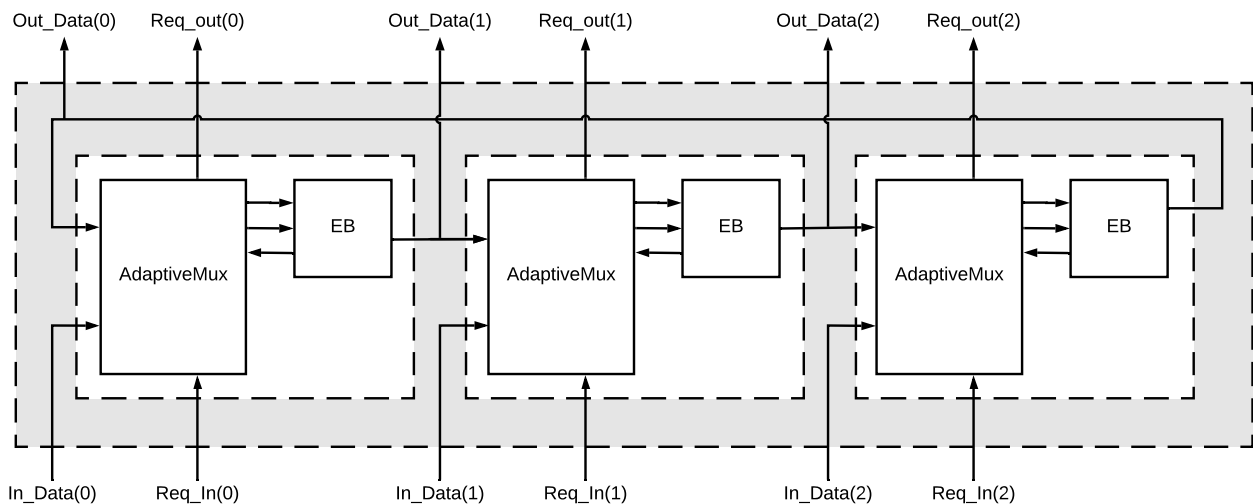 Out_Data(0) Req_out(0) Out_Data(1) Req_out(1) Out_Data(2) Req_out(2)
EB EB EB
AdaptiveMux AdaptiveMux AdaptiveMux
In_Data(0) Req_In(0) In_Data(1) Req_In(1) In_Data(2) Req_In(2)